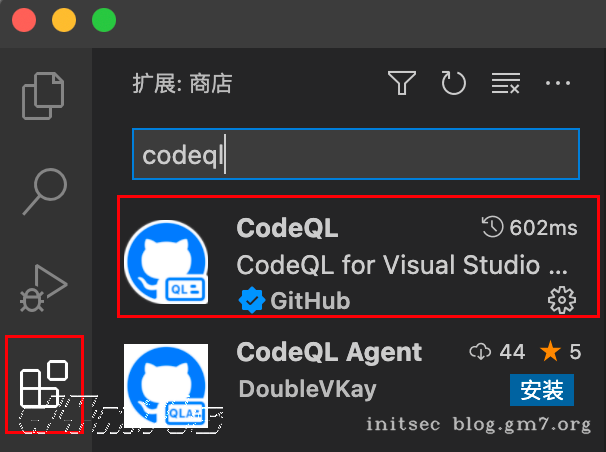 扩展: 商店
codeql
CodeQL 602ms
CodeQL for Visual Studio ...
QL
GitHub
CodeQL Agent 44 5
QLA
DoubleVKay 安装
initsec blog.gm7.org